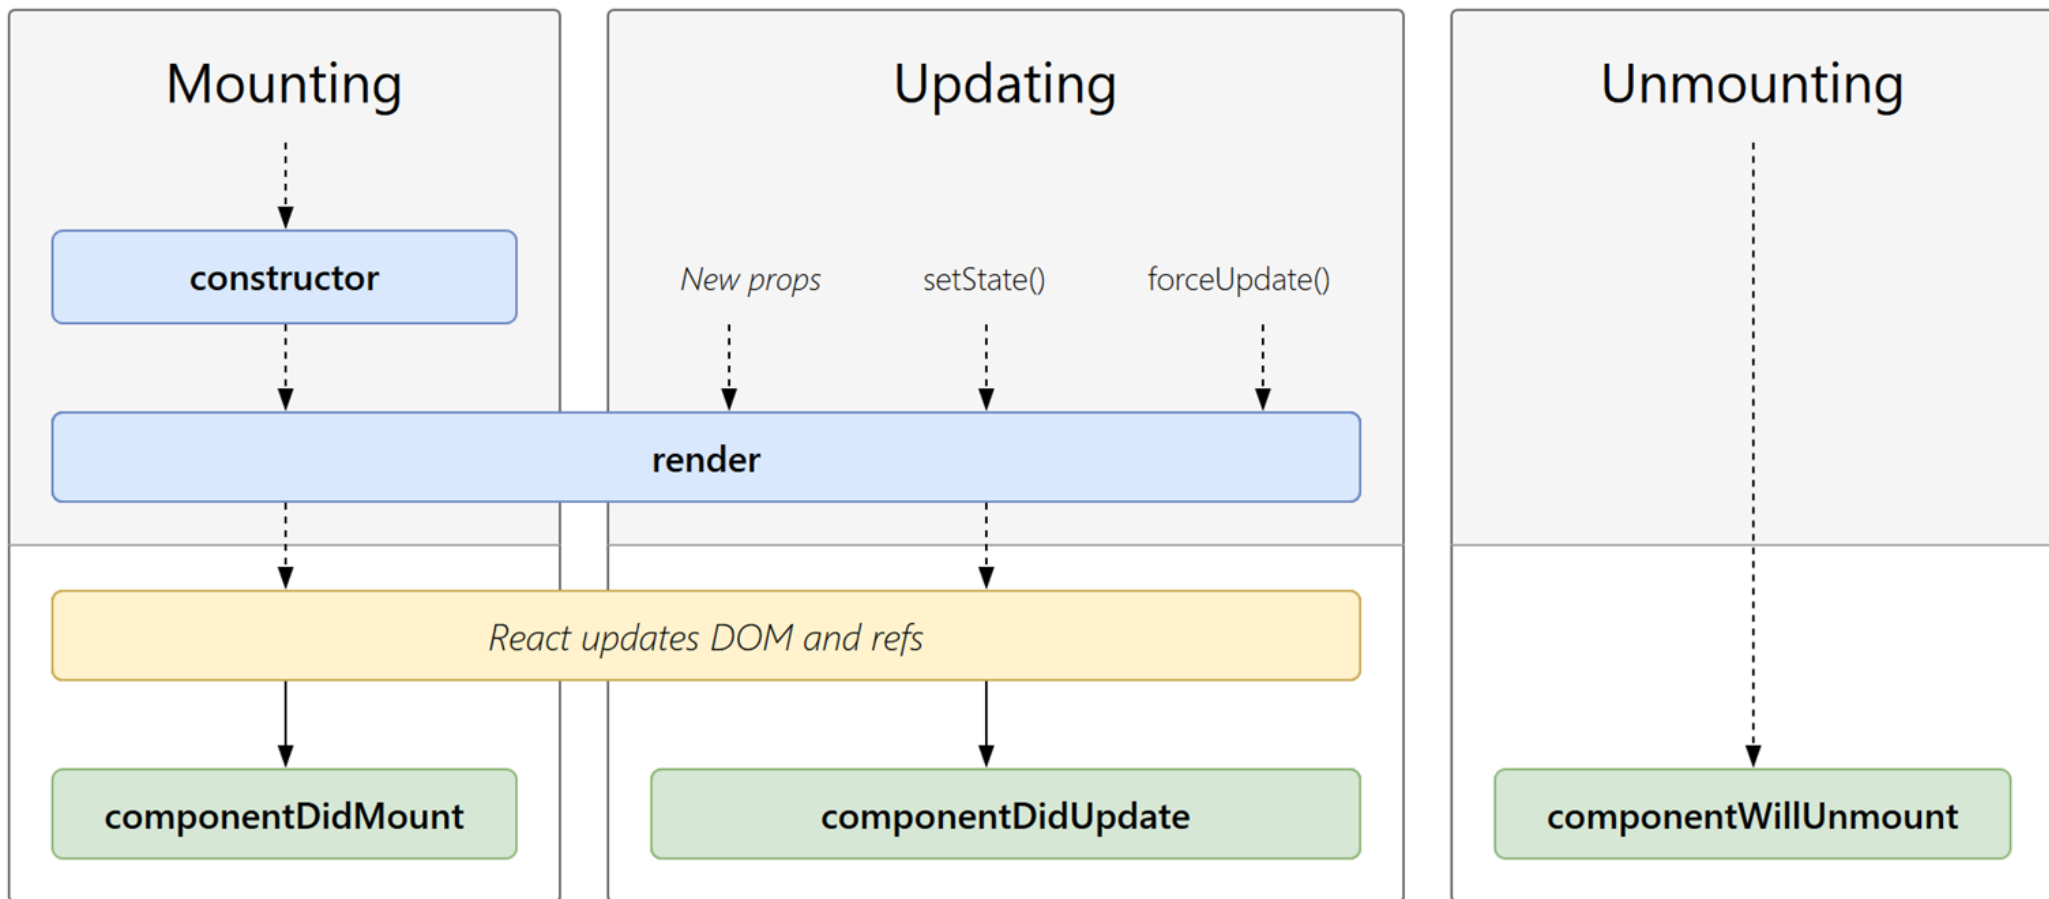 Mounting
Updating
Unmounting
constructor
New props
setState()
forceUpdate()
render
React updates DOM and refs
componentDidMount
componentDidUpdate
componentWillUnmount